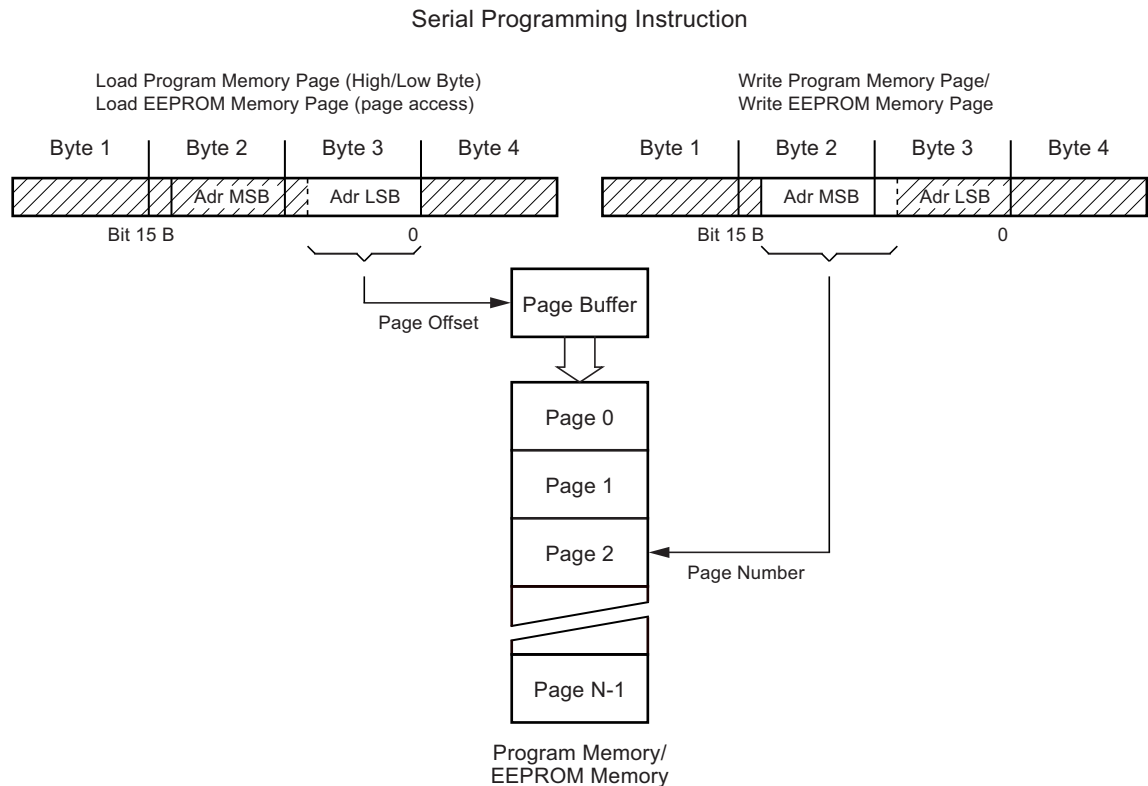 Serial Programming Instruction
Load Program Memory Page (High/Low Byte)
Load EEPROM Memory Page (page access)
Write Program Memory Page/
Write EEPROM Memory Page
Byte 1 Byte 2 Byte 3 Byte 4
Byte 1 Byte 2 Byte 3 Byte 4
Adr MSB Adr LSB
Adr MSB Adr LSB
Bit 15 B 0
Bit 15 B 0
Page Buffer
Page Offset
Page 0
Page 1
Page 2
Page Number
Page N-1
Program Memory/
EEPROM Memory